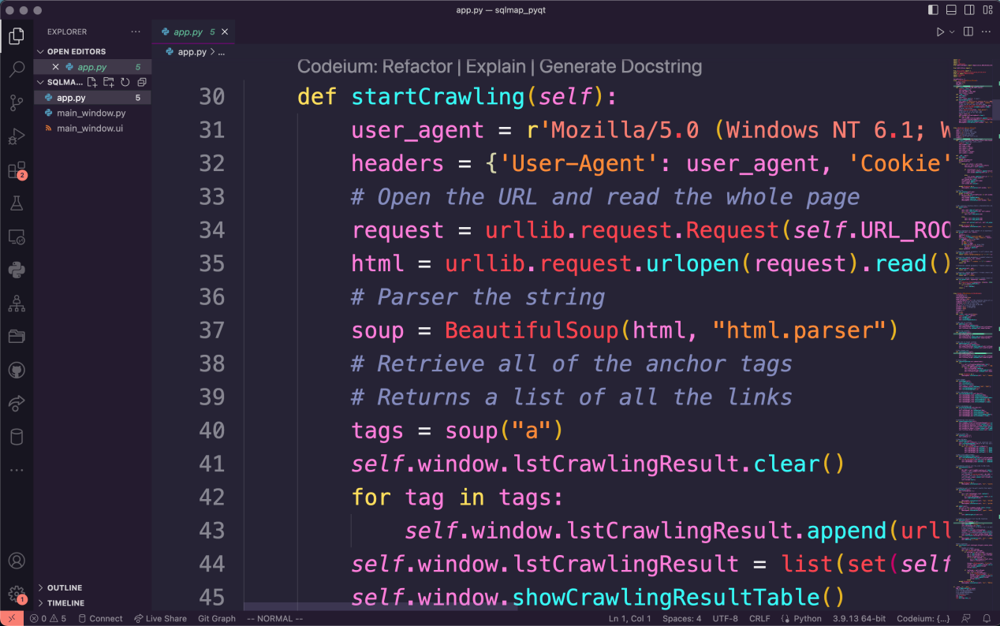 app.py — sqlmap_pyqt
EXPLORER
app.py 5
OPEN EDITORS
app.py > ...
app.py 5
SQLMA...
app.py 5
main_window.py
main_window.ui
Codeium: Refactor | Explain | Generate Docstring
30 def startCrawling(self):
31 user_agent = r'Mozilla/5.0 (Windows NT 6.1; W
32 headers = {'User-Agent': user_agent, 'Cookie'
33 # Open the URL and read the whole page
34 request = urllib.request.Request(self.URL_ROO
35 html = urllib.request.urlopen(request).read()
36 # Parser the string
37 soup = BeautifulSoup(html, "html.parser")
38 # Retrieve all of the anchor tags
39 # Returns a list of all the links
40 tags = soup("a")
41 self.window.lstCrawlingResult.clear()
42 for tag in tags:
43 self.window.lstCrawlingResult.append(urll
44 self.window.lstCrawlingResult = list(set(self
45 self.window.showCrawlingResultTable()
2
OUTLINE
1
TIMELINE
0 5 Connect Live Share Git Graph -- NORMAL -- Ln 1, Col 1 Spaces: 4 UTF-8 CRLF Python 3.9.13 64-bit Codeium: {...}